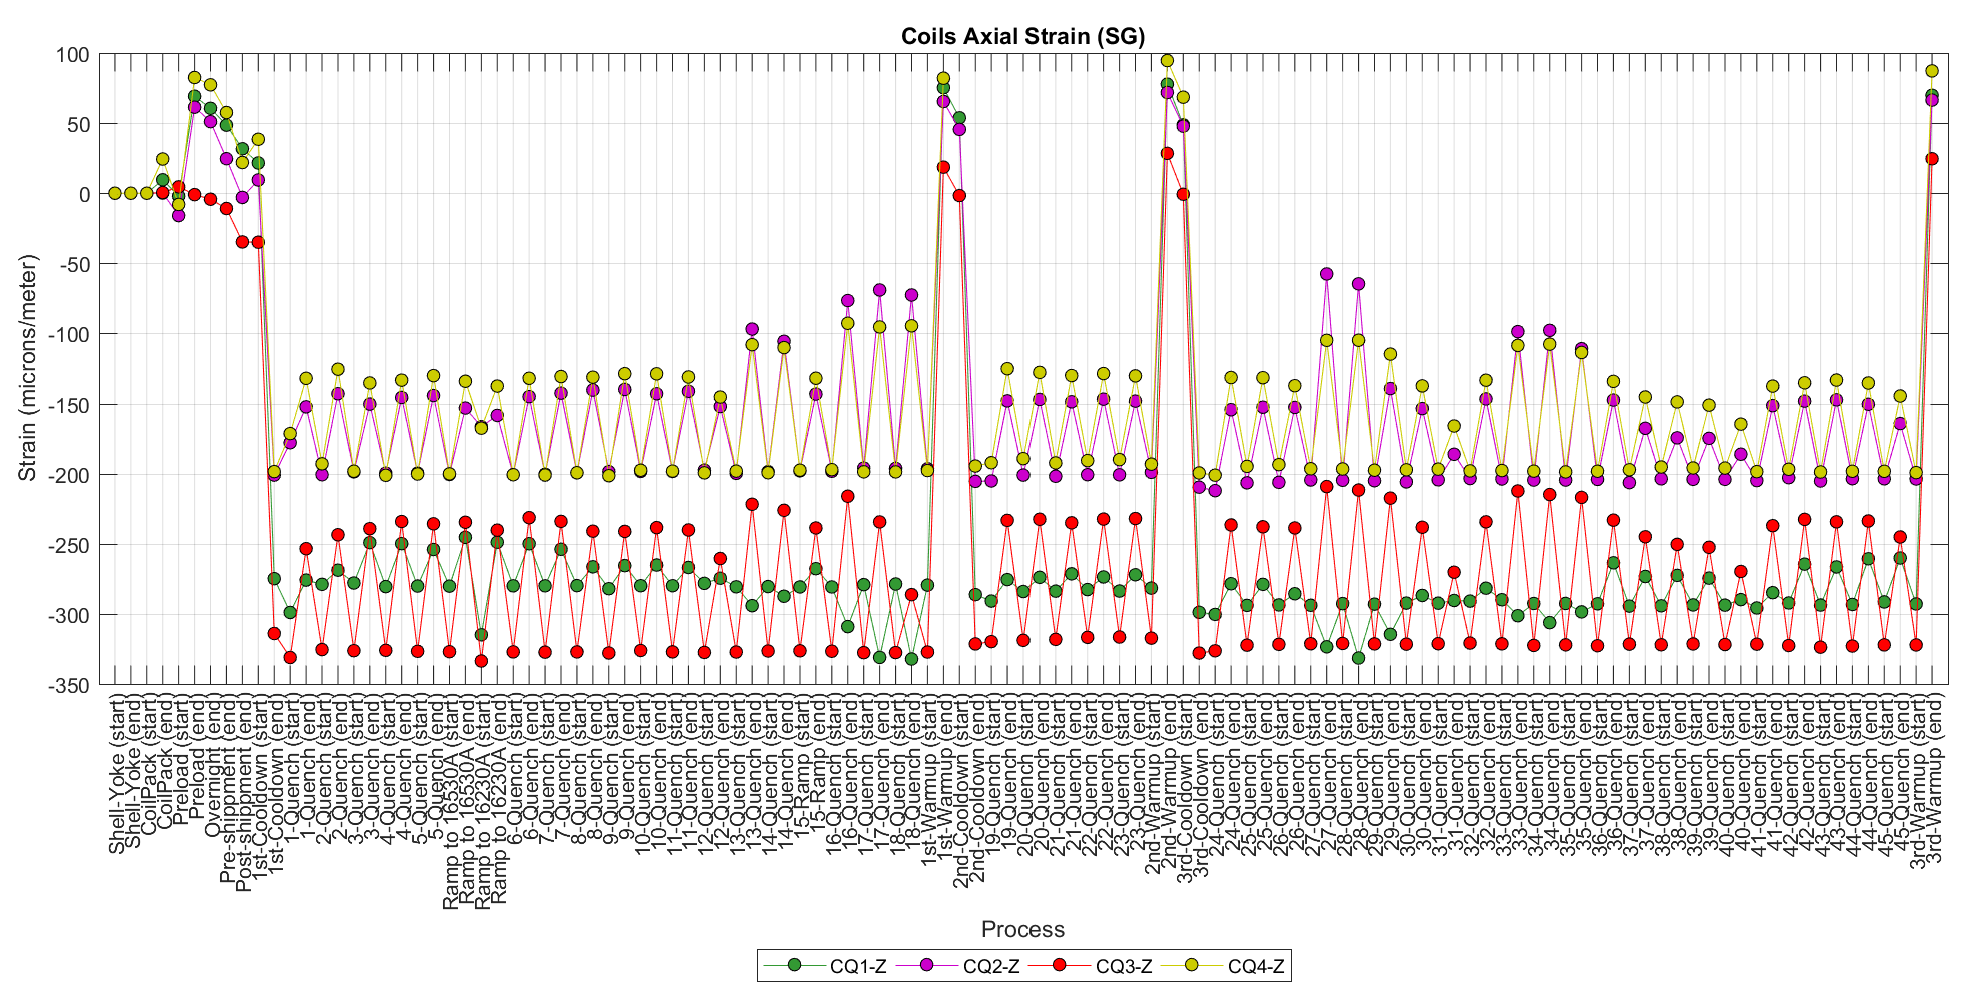 Coils Axial Strain (SG)
100
50
0
-50
-100
-150
-200
-250
-300
-350
Strain (microns/meter)
Shell-Yoke (start)
Shell-Yoke (end)
CoilPack (start)
CoilPack (end)
Preload (start)
Preload (end)
Overnight (end)
Pre-shippment (end)
Post-shippment (end)
1st-Cooldown (start)
1st-Cooldown (end)
1-Quench (start)
1-Quench (end)
2-Quench (start)
2-Quench (end)
3-Quench (start)
3-Quench (end)
4-Quench (start)
4-Quench (end)
5-Quench (start)
5-Quench (end)
Ramp to 16530A (start)
Ramp to 16530A (end)
Ramp to 16230A (start)
Ramp to 16230A (end)
6-Quench (start)
6-Quench (end)
7-Quench (start)
7-Quench (end)
8-Quench (start)
8-Quench (end)
9-Quench (start)
9-Quench (end)
10-Quench (start)
10-Quench (end)
11-Quench (start)
11-Quench (end)
12-Quench (start)
12-Quench (end)
13-Quench (start)
13-Quench (end)
14-Quench (start)
14-Quench (end)
15-Ramp (start)
15-Ramp (end)
16-Quench (start)
16-Quench (end)
17-Quench (start)
17-Quench (end)
18-Quench (start)
18-Quench (end)
1st-Warmup (start)
1st-Warmup (end)
2nd-Cooldown (start)
2nd-Cooldown (end)
19-Quench (start)
19-Quench (end)
20-Quench (start)
20-Quench (end)
21-Quench (start)
21-Quench (end)
22-Quench (start)
22-Quench (end)
23-Quench (start)
23-Quench (end)
2nd-Warmup (start)
2nd-Warmup (end)
3rd-Cooldown (start)
3rd-Cooldown (end)
24-Quench (start)
24-Quench (end)
25-Quench (start)
25-Quench (end)
26-Quench (start)
26-Quench (end)
27-Quench (start)
27-Quench (end)
28-Quench (start)
28-Quench (end)
29-Quench (start)
29-Quench (end)
30-Quench (start)
30-Quench (end)
31-Quench (start)
31-Quench (end)
32-Quench (start)
32-Quench (end)
33-Quench (start)
33-Quench (end)
34-Quench (start)
34-Quench (end)
35-Quench (start)
35-Quench (end)
36-Quench (start)
36-Quench (end)
37-Quench (start)
37-Quench (end)
38-Quench (start)
38-Quench (end)
39-Quench (start)
39-Quench (end)
40-Quench (start)
40-Quench (end)
41-Quench (start)
41-Quench (end)
42-Quench (start)
42-Quench (end)
43-Quench (start)
43-Quench (end)
44-Quench (start)
44-Quench (end)
45-Quench (start)
45-Quench (end)
3rd-Warmup (start)
3rd-Warmup (end)
Process
CQ1-Z CQ2-Z CQ3-Z CQ4-Z